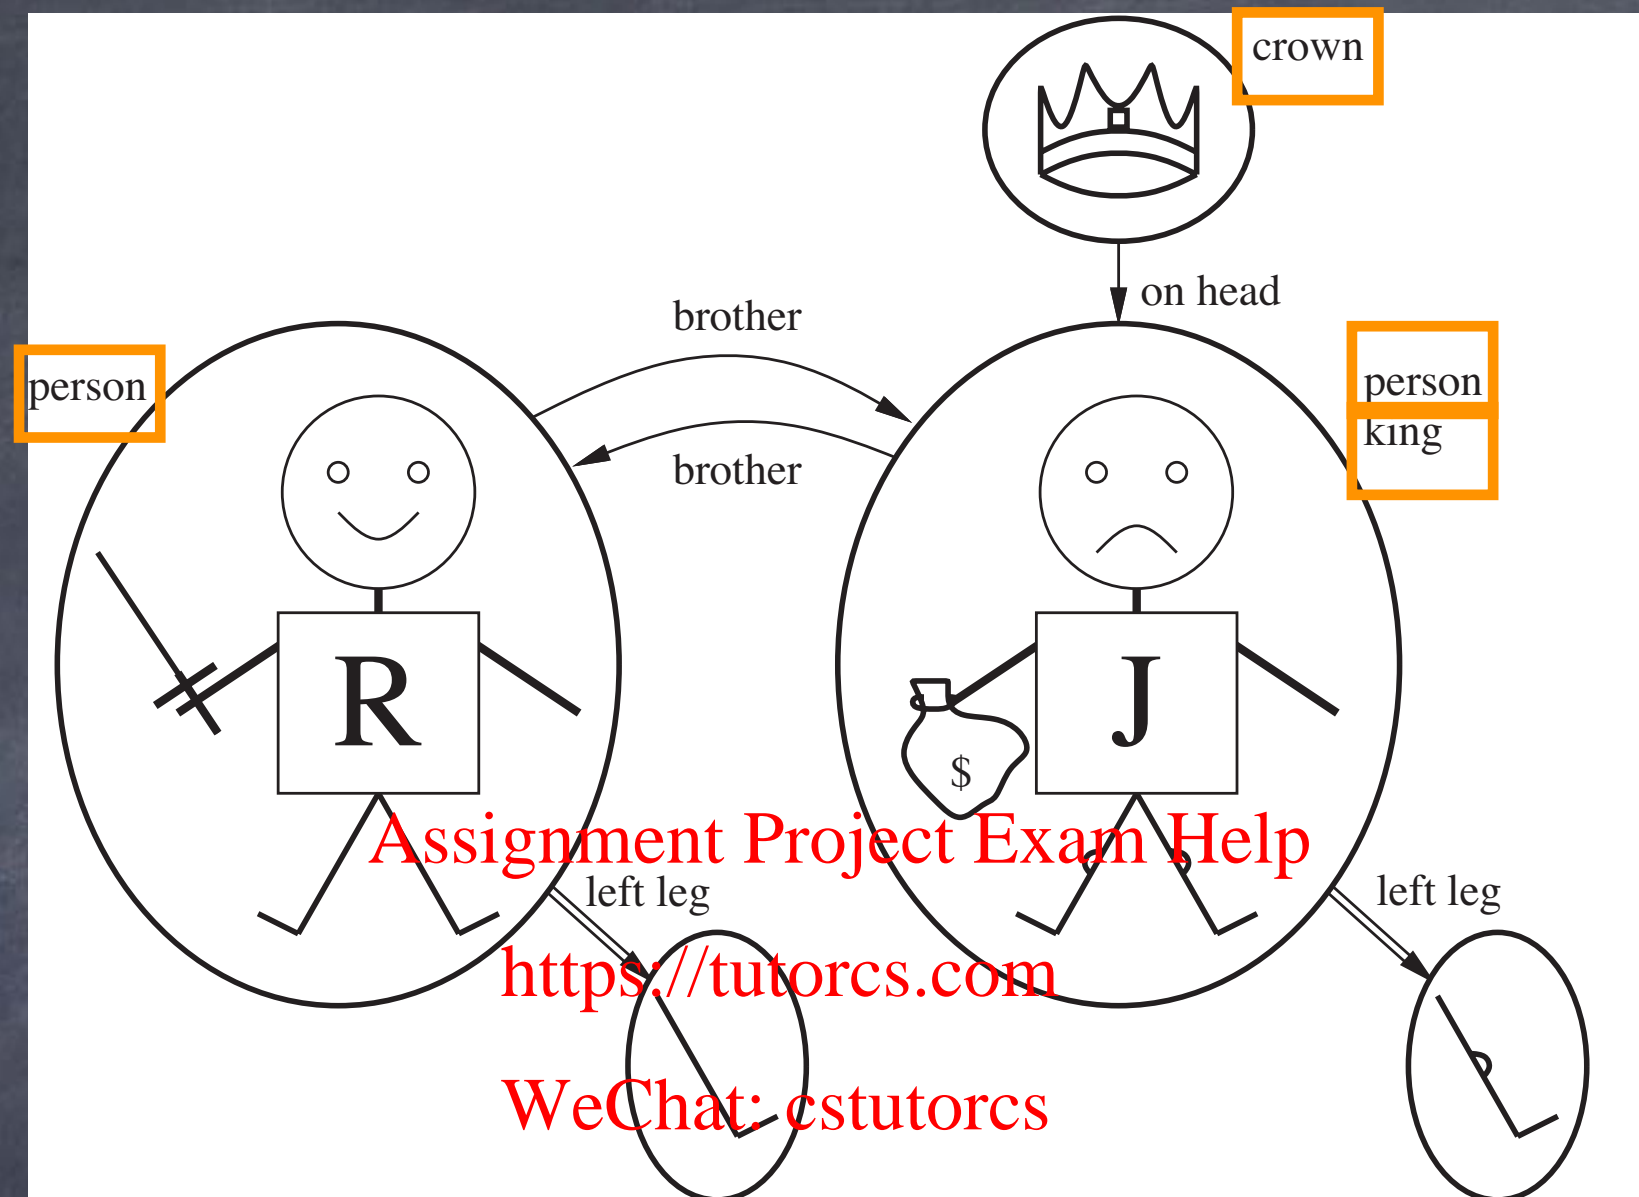 crown
on head
brother
person
person
king
brother
R
J
$
Assignment Project Exam Help
left leg
left leg
https://tutorcs.com
WeChat: cstutorcs